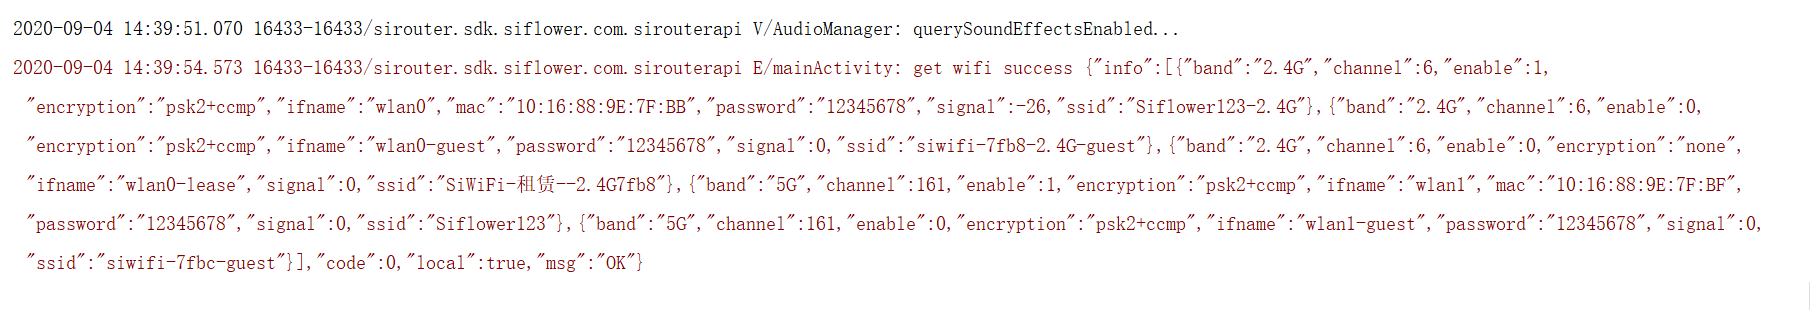 2020-09-04 14:39:51.070 16433-16433/sirouter.sdk.siflower.com.sirouterapi V/AudioManager: querySoundEffectsEnabled...
2020-09-04 14:39:54.573 16433-16433/sirouter.sdk.siflower.com.sirouterapi E/mainActivity: get wifi success {"info":[{"band":"2.4G","channel":6,"enable":1,
"encryption":"psk2+ccmp","ifname":"wlan0","mac":"10:16:88:9E:7F:BB","password":"12345678","signal":-26,"ssid":"Siflower123-2.4G"},{"band":"2.4G","channel":6,"enable":0,
"encryption":"psk2+ccmp","ifname":"wlan0-guest","password":"12345678","signal":0,"ssid":"siwifi-7fb8-2.4G-guest"},{"band":"2.4G","channel":6,"enable":0,"encryption":"none",
"ifname":"wlan0-lease","signal":0,"ssid":"SiWiFi-租赁--2.4G7fb8"},{"band":"5G","channel":161,"enable":1,"encryption":"psk2+ccmp","ifname":"wlan1","mac":"10:16:88:9E:7F:BF",
"password":"12345678","signal":0,"ssid":"Siflower123"},{"band":"5G","channel":161,"enable":0,"encryption":"psk2+ccmp","ifname":"wlan1-guest","password":"12345678","signal":0,
"ssid":"siwifi-7fbc-guest"}],"code":0,"local":true,"msg":"OK"}